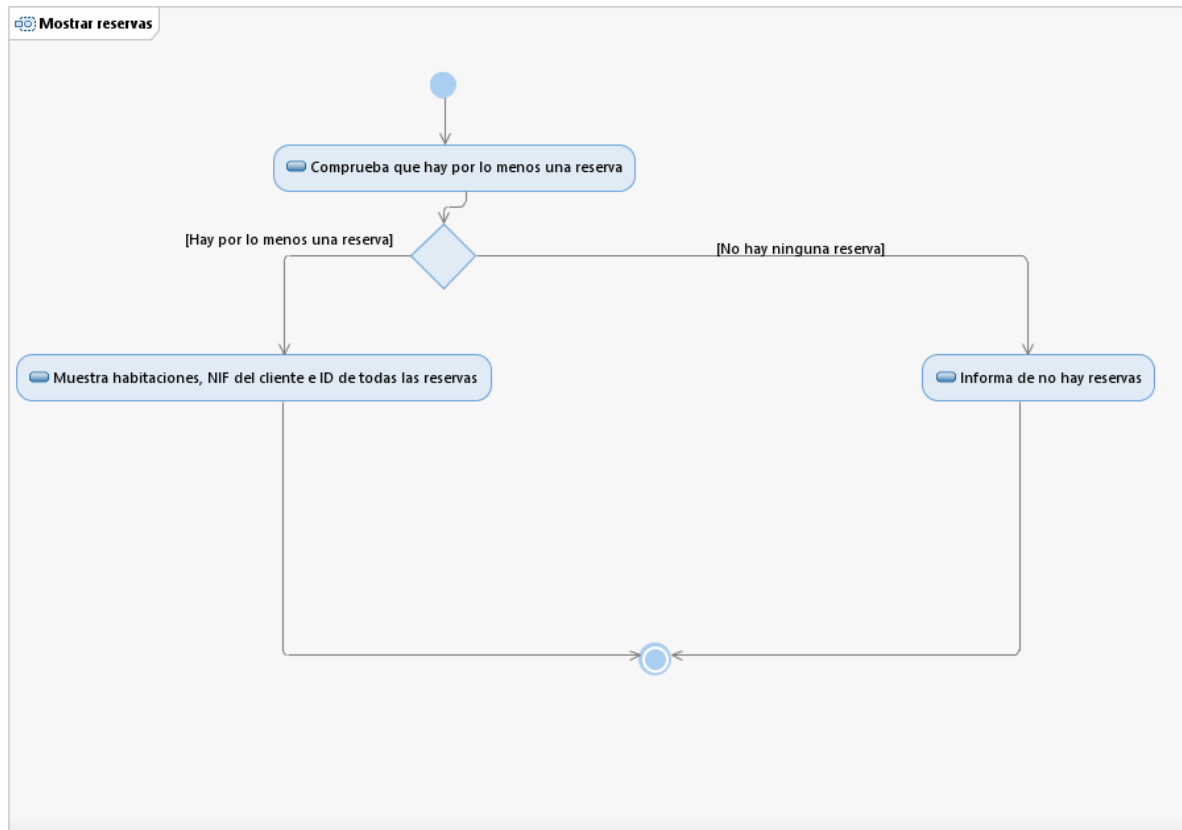 Mostrar reservas
Comprueba que hay por lo menos una reserva
[Hay por lo menos una reserva]
[No hay ninguna reserva]
Muestra habitaciones, NIF del cliente e ID de todas las reservas
Informa de no hay reservas